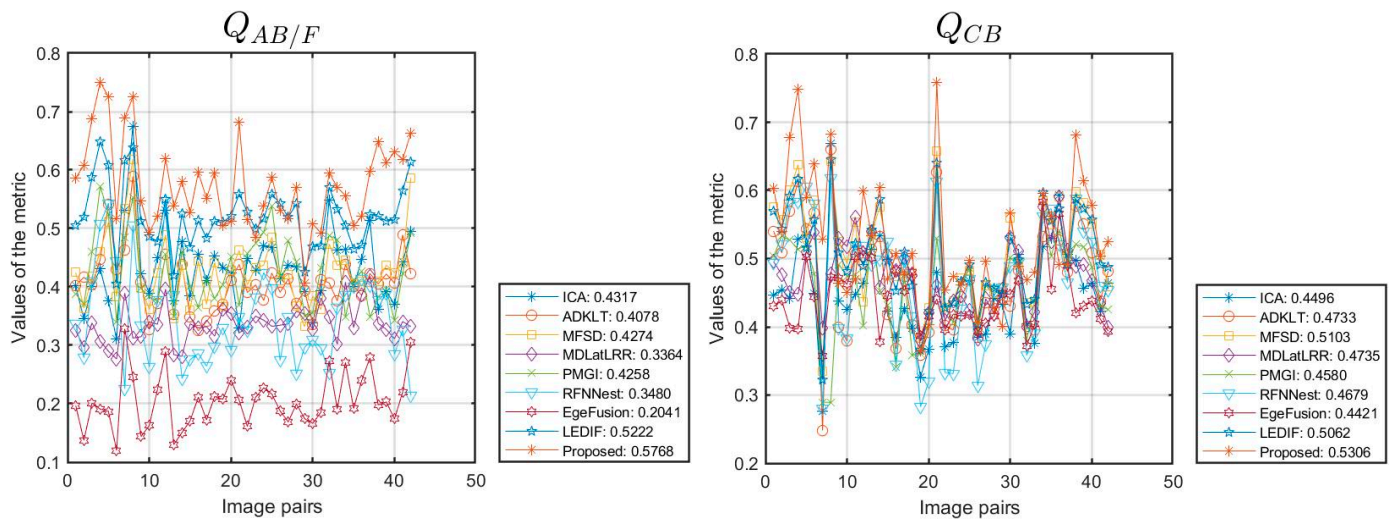 Q_{AB/F}
Values of the metric
0.8
0.7
0.6
0.5
0.4
0.3
0.2
0.1
0 10 20 30 40 50
Image pairs
ICA: 0.4317
ADKLT: 0.4078
MFSD: 0.4274
MDLatLRR: 0.3364
PMGI: 0.4258
RFNNest: 0.3480
EgeFusion: 0.2041
LEDIF: 0.5222
Proposed: 0.5768
Q_{CB}
Values of the metric
0.8
0.7
0.6
0.5
0.4
0.3
0.2
0 10 20 30 40 50
Image pairs
ICA: 0.4496
ADKLT: 0.4733
MFSD: 0.5103
MDLatLRR: 0.4735
PMGI: 0.4580
RFNNest: 0.4679
EgeFusion: 0.4421
LEDIF: 0.5062
Proposed: 0.5306